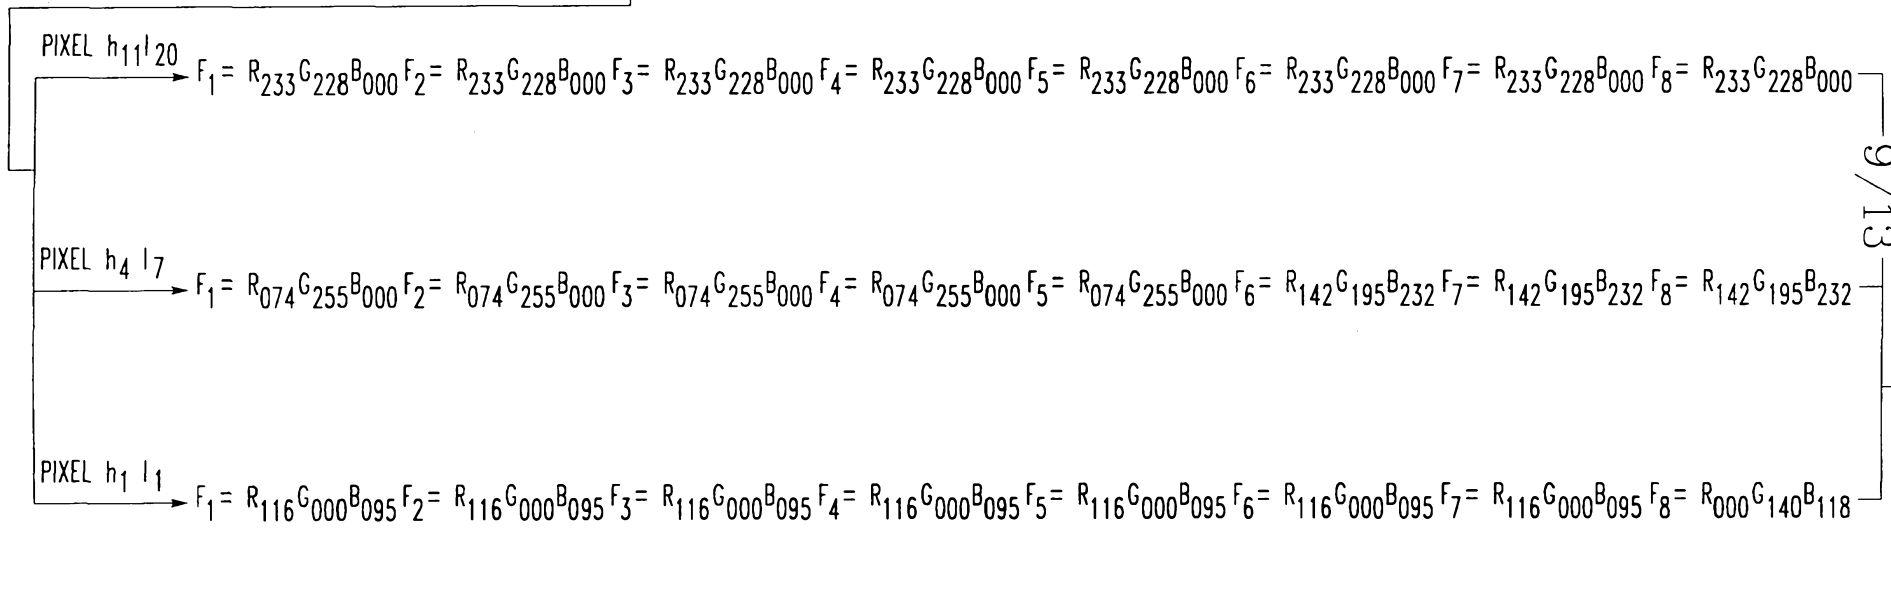 PIXEL h11l20
F1= R233G228B000 F2= R233G228B000 F3= R233G228B000 F4= R233G228B000 F5= R233G228B000 F6= R233G228B000 F7= R233G228B000 F8= R233G228B000
PIXEL h4 l7
F1= R074G255B000 F2= R074G255B000 F3= R074G255B000 F4= R074G255B000 F5= R074G255B000 F6= R142G195B232 F7= R142G195B232 F8= R142G195B232
PIXEL h1 l1
F1= R116G000B095 F2= R116G000B095 F3= R116G000B095 F4= R116G000B095 F5= R116G000B095 F6= R116G000B095 F7= R116G000B095 F8= R000G140B118
9/13